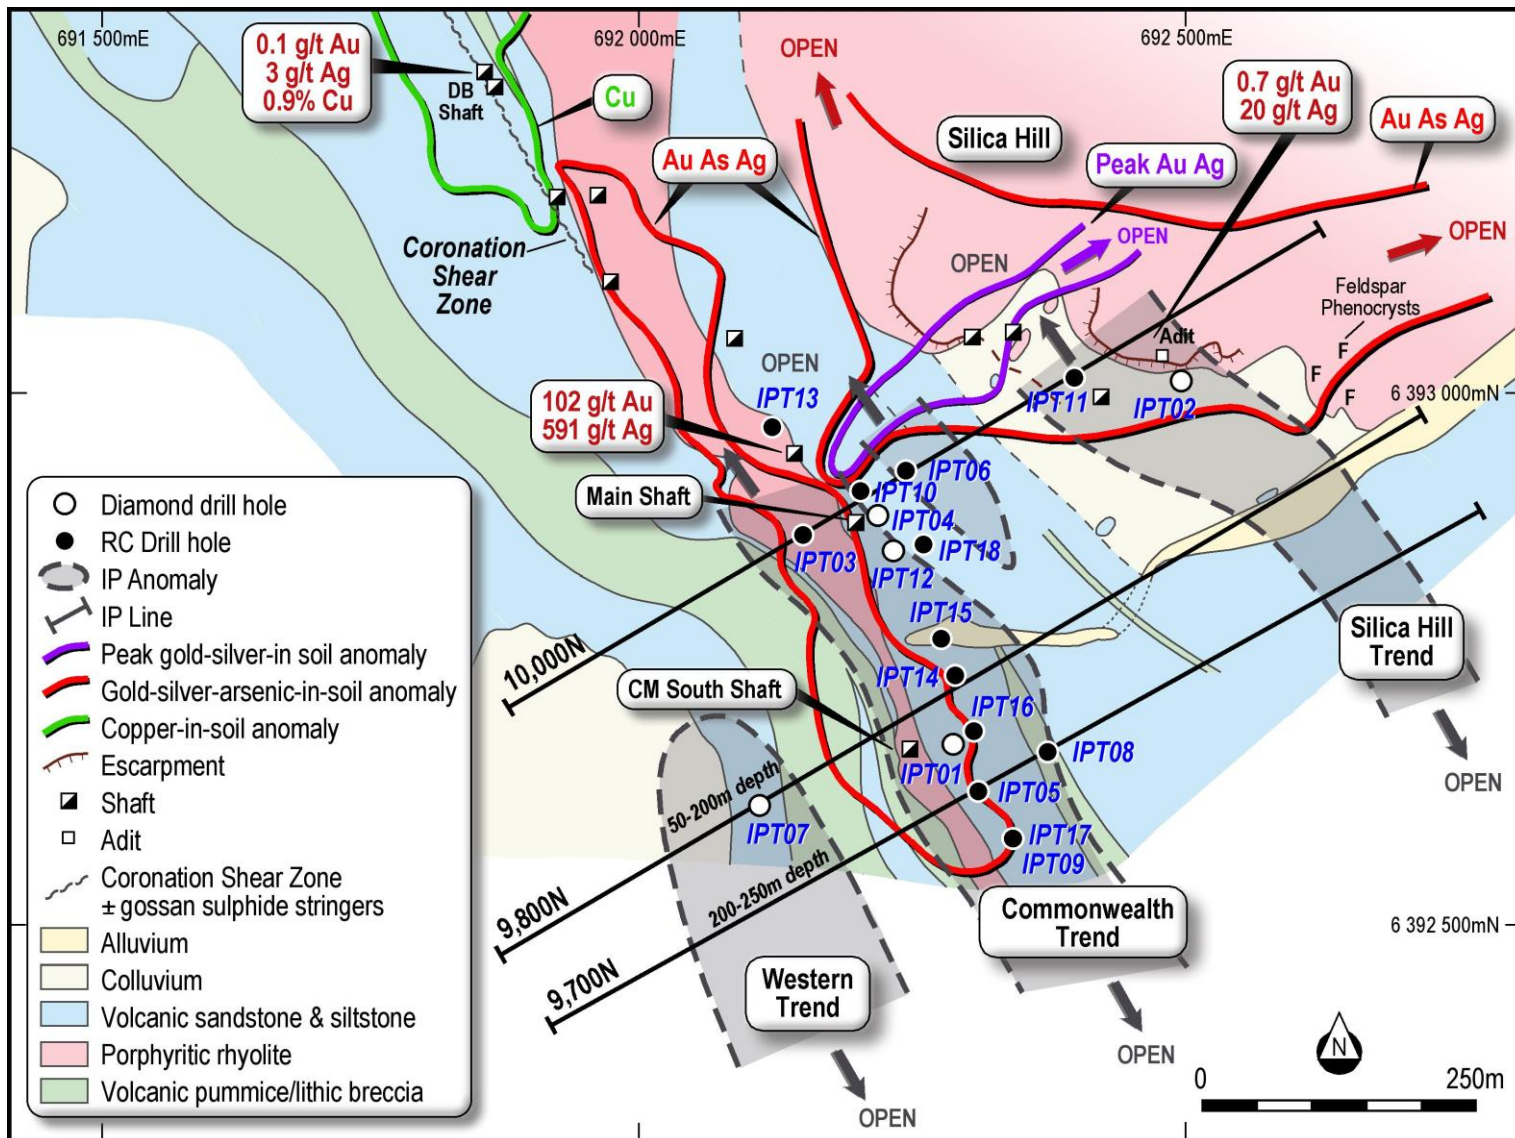 691 500mE
692 000mE
692 500mE
0.1 g/t Au
3 g/t Ag
0.9% Cu
DB
Shaft
Cu
OPEN
0.7 g/t Au
20 g/t Ag
Silica Hill
Au As Ag
Au As Ag
Peak Au Ag
Coronation
Shear
Zone
OPEN
OPEN
OPEN
Feldspar
Phenocrysts
Adit
F
F
F
OPEN
IPT13
IPT11
IPT02
6 393 000mN
102 g/t Au
591 g/t Ag
IPT06
IPT10
Main Shaft
IPT04
IPT18
IPT03
IPT12
IPT15
Silica Hill
Trend
10,000N
CM South Shaft
IPT14
IPT16
IPT08
IPT01
IPT05
50-200m depth
IPT07
IPT17
IPT09
200-250m depth
OPEN
9,800N
9,700N
Commonwealth
Trend
6 392 500mN
Western
Trend
OPEN
OPEN
N
0
250m
Diamond drill hole
RC Drill hole
IP Anomaly
IP Line
Peak gold-silver-in soil anomaly
Gold-silver-arsenic-in-soil anomaly
Copper-in-soil anomaly
Escarpment
Shaft
Adit
Coronation Shear Zone
± gossan sulphide stringers
Alluvium
Colluvium
Volcanic sandstone & siltstone
Porphyritic rhyolite
Volcanic pummice/lithic breccia